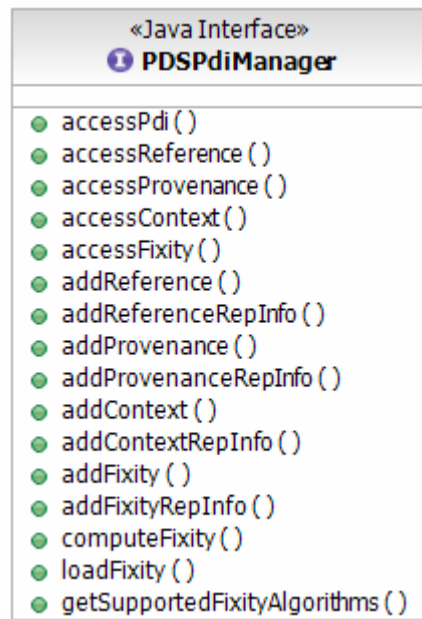 «Java Interface»
I PDSPdiManager
accessPdi ( )
accessReference ( )
accessProvenance ( )
accessContext ( )
accessFixity ( )
addReference ( )
addReferenceRepInfo ( )
addProvenance ( )
addProvenanceRepInfo ( )
addContext ( )
addContextRepInfo ( )
addFixity ( )
addFixityRepInfo ( )
computeFixity ( )
loadFixity ( )
getSupportedFixityAlgorithms ( )